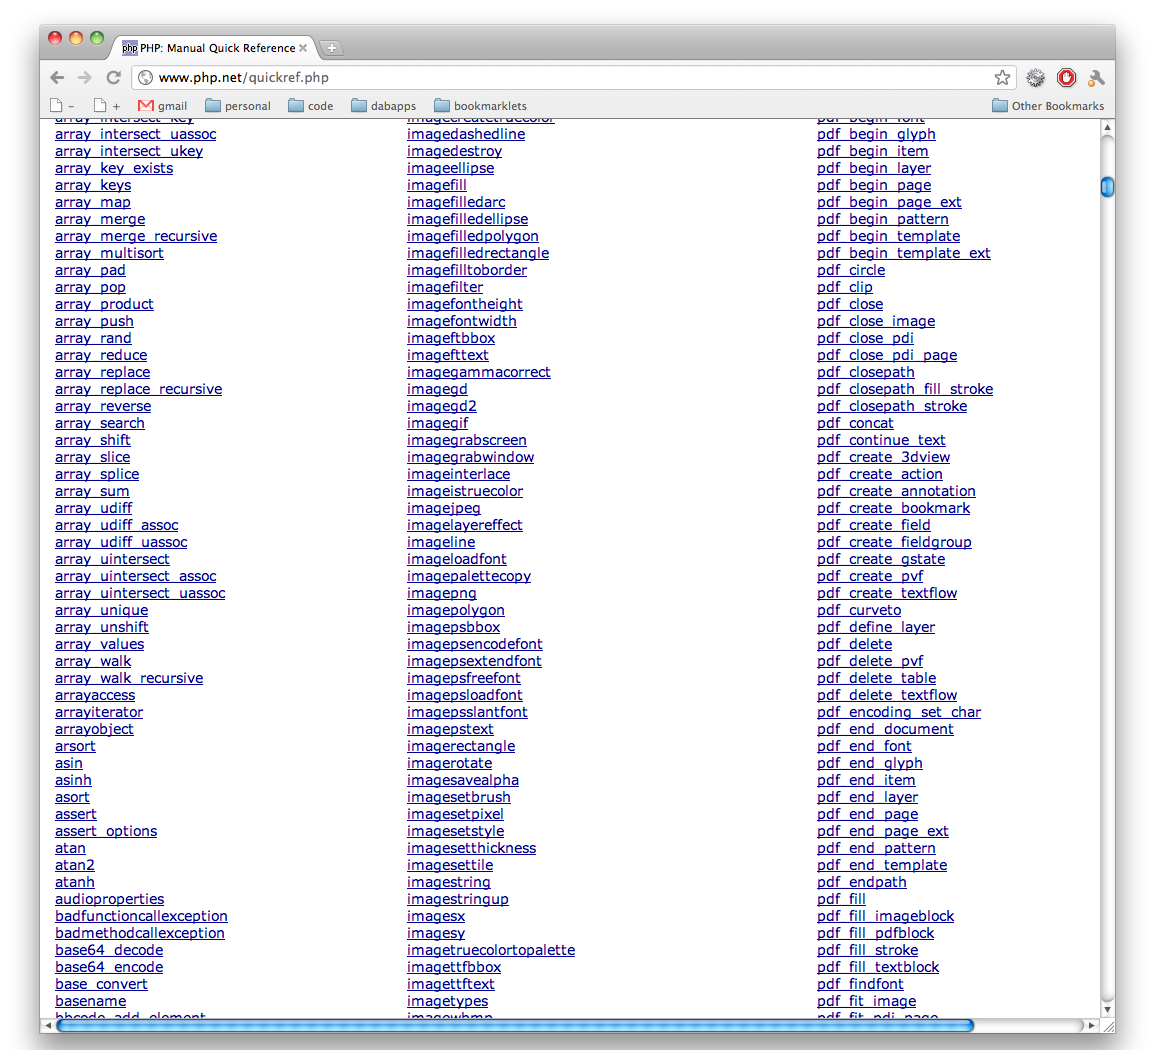 php PHP: Manual Quick Reference
www.php.net/quickref.php
– + gmail personal code dabapps bookmarklets Other Bookmarks
array_intersect_key
array_intersect_uassoc
array_intersect_ukey
array_key_exists
array_keys
array_map
array_merge
array_merge_recursive
array_multisort
array_pad
array_pop
array_product
array_push
array_rand
array_reduce
array_replace
array_replace_recursive
array_reverse
array_search
array_shift
array_slice
array_splice
array_sum
array_udiff
array_udiff_assoc
array_udiff_uassoc
array_uintersect
array_uintersect_assoc
array_uintersect_uassoc
array_unique
array_unshift
array_values
array_walk
array_walk_recursive
arrayaccess
arrayiterator
arrayobject
arsort
asin
asinh
asort
assert
assert_options
atan
atan2
atanh
audioproperties
badfunctioncallexception
badmethodcallexception
base64_decode
base64_encode
base_convert
basename
bbcode_add_element
imagecreatetruecolor
imagedashedline
imagedestroy
imageellipse
imagefill
imagefilledarc
imagefilledellipse
imagefilledpolygon
imagefilledrectangle
imagefilltoborder
imagefilter
imagefontheight
imagefontwidth
imageftbbox
imagefttext
imagegammacorrect
imagegd
imagegd2
imagegif
imagegrabscreen
imagegrabwindow
imageinterlace
imageistruecolor
imagejpeg
imagelayereffect
imageline
imageloadfont
imagepalettecopy
imagepng
imagepolygon
imagepsbbox
imagepsencodefont
imagepsextendfont
imagepsfreefont
imagepsloadfont
imagepsslantfont
imagepstext
imagerectangle
imagerotate
imagesavealpha
imagesetbrush
imagesetpixel
imagesetstyle
imagesetthickness
imagesettile
imagestring
imagestringup
imagesx
imagesy
imagetruecolortopalette
imagettfbbox
imagettftext
imagetypes
imagewbmp
pdf_begin_font
pdf_begin_glyph
pdf_begin_item
pdf_begin_layer
pdf_begin_page
pdf_begin_page_ext
pdf_begin_pattern
pdf_begin_template
pdf_begin_template_ext
pdf_circle
pdf_clip
pdf_close
pdf_close_image
pdf_close_pdi
pdf_close_pdi_page
pdf_closepath
pdf_closepath_fill_stroke
pdf_closepath_stroke
pdf_concat
pdf_continue_text
pdf_create_3dview
pdf_create_action
pdf_create_annotation
pdf_create_bookmark
pdf_create_field
pdf_create_fieldgroup
pdf_create_gstate
pdf_create_pvf
pdf_create_textflow
pdf_curveto
pdf_define_layer
pdf_delete
pdf_delete_pvf
pdf_delete_table
pdf_delete_textflow
pdf_encoding_set_char
pdf_end_document
pdf_end_font
pdf_end_glyph
pdf_end_item
pdf_end_layer
pdf_end_page
pdf_end_page_ext
pdf_end_pattern
pdf_end_template
pdf_endpath
pdf_fill
pdf_fill_imageblock
pdf_fill_pdfblock
pdf_fill_stroke
pdf_fill_textblock
pdf_findfont
pdf_fit_image
pdf_fit_pdi_page